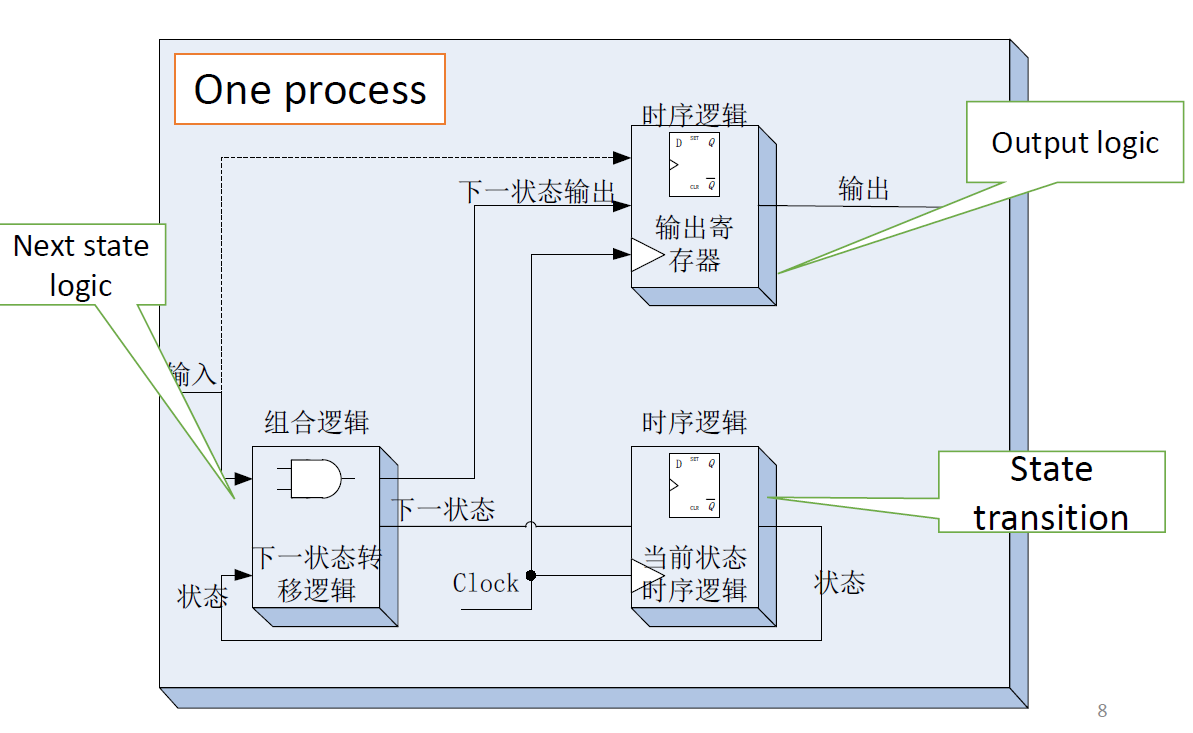 One process
时序逻辑
D SET Q
CLR Q
输出寄
存器
Output logic
下一状态输出
输出
Next state
logic
输入
组合逻辑
下一状态转
移逻辑
下一状态
状态
Clock
时序逻辑
D SET Q
CLR Q
当前状态
时序逻辑
State
transition
状态
8